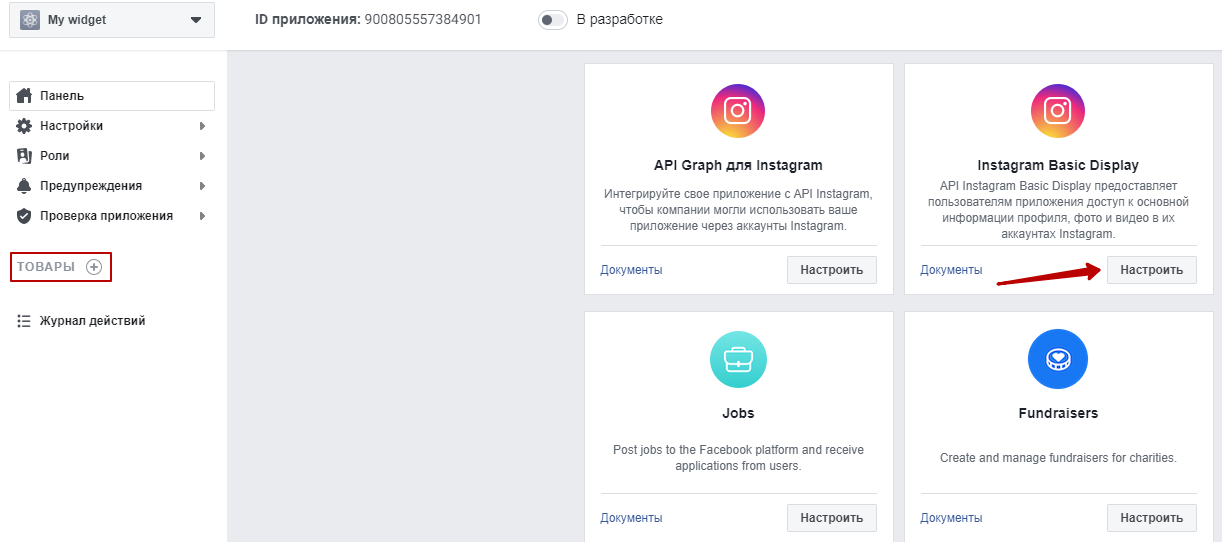 My widget
ID приложения: 900805557384901
В разработке
Панель
Настройки
Роли
Предупреждения
Проверка приложения
ТОВАРЫ
Журнал действий
API Graph для Instagram
Интегрируйте свое приложение с API Instagram,
чтобы компании могли использовать ваше
приложение через аккаунты Instagram.
Документы
Настроить
Instagram Basic Display
API Instagram Basic Display предоставляет
пользователям приложения доступ к основной
информации профиля, фото и видео в их
аккаунтах Instagram.
Документы
Настроить
Jobs
Post jobs to the Facebook platform and receive
applications from users.
Документы
Настроить
Fundraisers
Create and manage fundraisers for charities.
Документы
Настроить